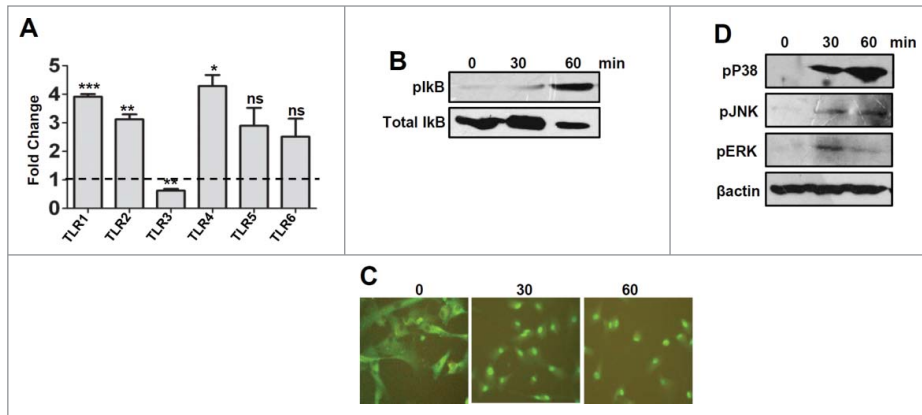 A
Fold Change
5
4
3
2
1
0
***
**
**
*
ns
ns
TLR1
TLR2
TLR3
TLR4
TLR5
TLR6
B
0 30 60 min
pIkB
Total IkB
D
0 30 60 min
pP38
pJNK
pERK
βactin
C
0 30 60